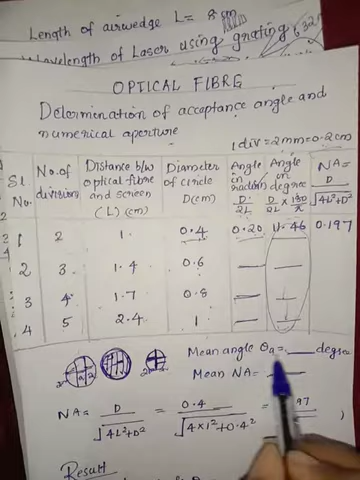 Length of airwedge L = 8 cm
Wavelength of Laser using grating 632
OPTICAL FIBRE
Determination of acceptance angle and
numerical aperture
1 div = 2mm = 0.2 cm
Sl No. No. of divisions Distance b/w optical fibre and screen (L) (cm) Diameter of circle D(cm) Angle in radian D/2L Angle in degree D/2L × 180/π NA = D/√4L²+D²
1 2 1. 0.4 0.20 11.46 0.197
2 3 1.4 0.6 — —
3 4 1.7 0.8 — —
4 5 2.4 1 — —
Mean angle θa = __ degree
Mean NA = —
NA = D/√4L²+D² = 0.4/√4×1²+0.4² = 97
Result